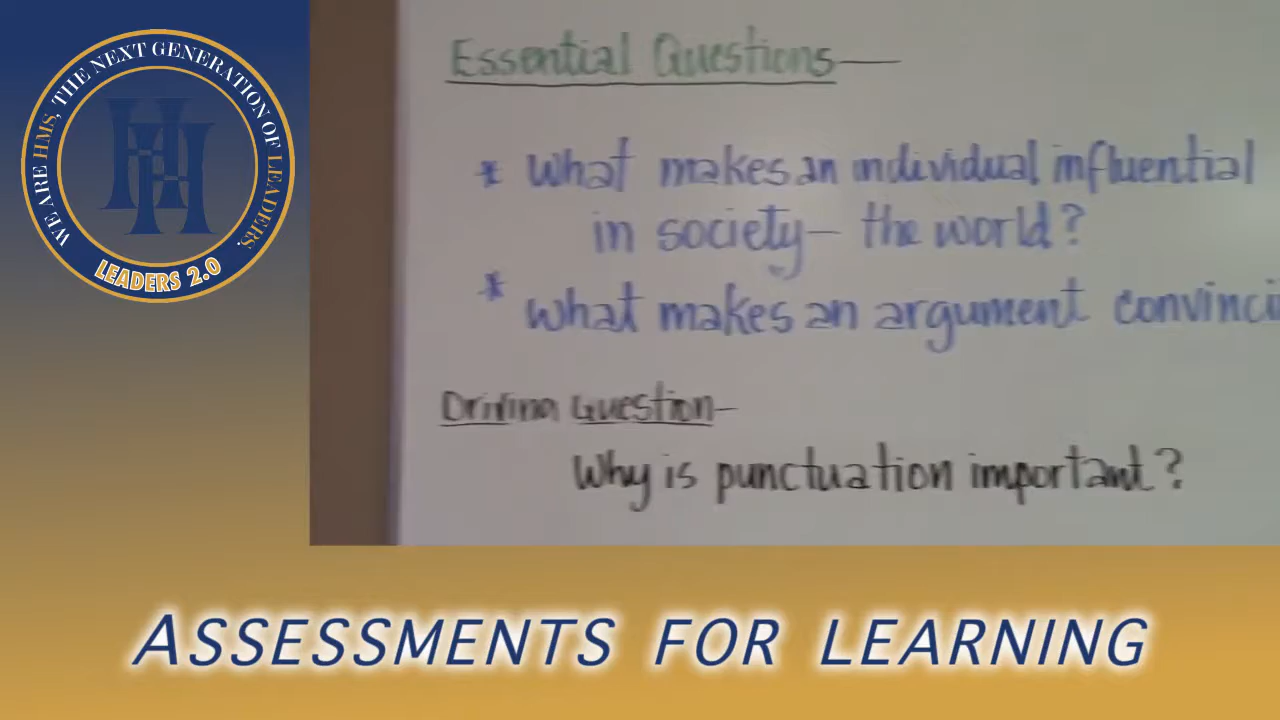 WE ARE HMS, THE NEXT GENERATION OF LEADERS.
LEADERS 2.0
Essential Questions—
* What makes an individual influential
in society— the world?
* What makes an argument convinci
Driving Question—
Why is punctuation important?
ASSESSMENTS FOR LEARNING